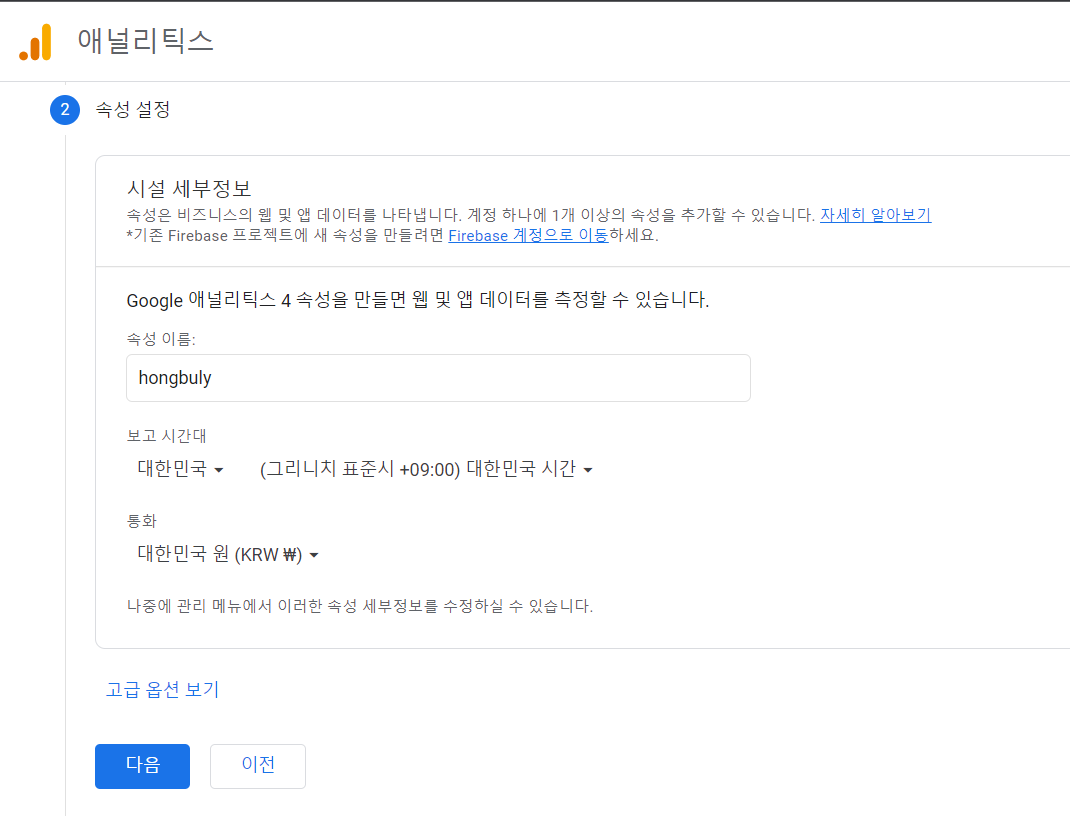 애널리틱스
2 속성 설정
시설 세부정보
속성은 비즈니스의 웹 및 앱 데이터를 나타냅니다. 계정 하나에 1개 이상의 속성을 추가할 수 있습니다. 자세히 알아보기
*기존 Firebase 프로젝트에 새 속성을 만들려면 Firebase 계정으로 이동하세요.
Google 애널리틱스 4 속성을 만들면 웹 및 앱 데이터를 측정할 수 있습니다.
속성 이름:
hongbuly
보고 시간대
대한민국 (그리니치 표준시 +09:00) 대한민국 시간
통화
대한민국 원 (KRW ₩)
나중에 관리 메뉴에서 이러한 속성 세부정보를 수정하실 수 있습니다.
고급 옵션 보기
다음 이전